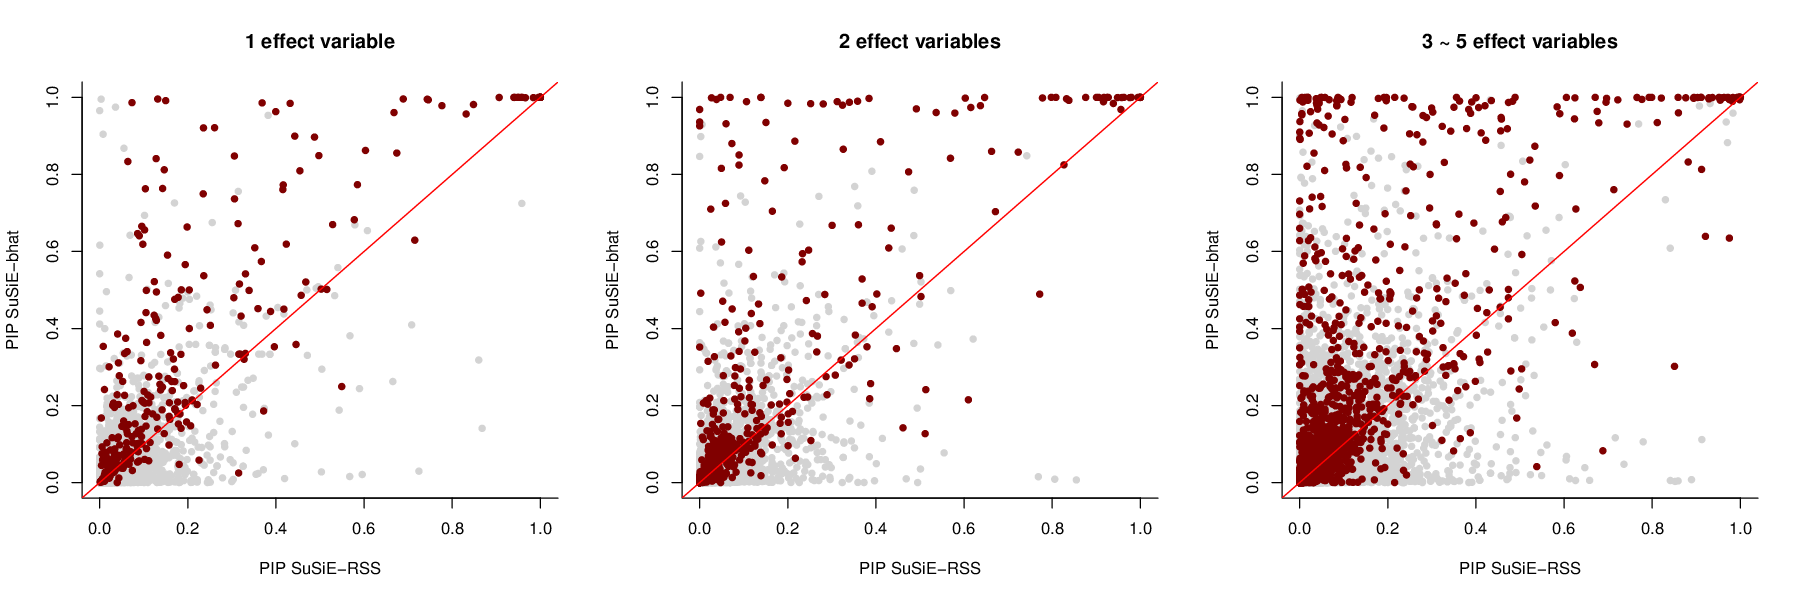 1 effect variable
PIP SuSiE−bhat
1.0
0.8
0.6
0.4
0.2
0.0
0.0 0.2 0.4 0.6 0.8 1.0
PIP SuSiE−RSS
2 effect variables
PIP SuSiE−bhat
1.0
0.8
0.6
0.4
0.2
0.0
0.0 0.2 0.4 0.6 0.8 1.0
PIP SuSiE−RSS
3 ~ 5 effect variables
PIP SuSiE−bhat
1.0
0.8
0.6
0.4
0.2
0.0
0.0 0.2 0.4 0.6 0.8 1.0
PIP SuSiE−RSS